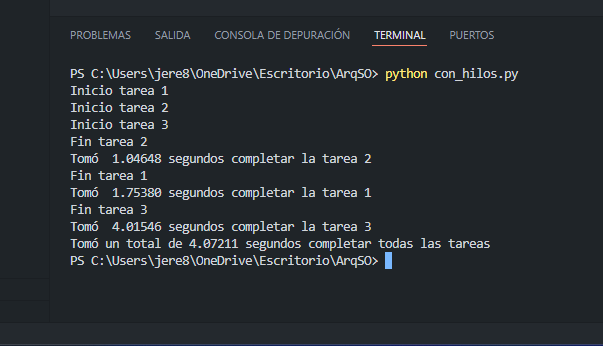 PROBLEMAS SALIDA CONSOLA DE DEPURACIÓN TERMINAL PUERTOS
PS C:\Users\jere8\OneDrive\Escritorio\ArqSO> python con_hilos.py
Inicio tarea 1
Inicio tarea 2
Inicio tarea 3
Fin tarea 2
Tomó  1.04648 segundos completar la tarea 2
Fin tarea 1
Tomó  1.75380 segundos completar la tarea 1
Fin tarea 3
Tomó  4.01546 segundos completar la tarea 3
Tomó un total de 4.07211 segundos completar todas las tareas
PS C:\Users\jere8\OneDrive\Escritorio\ArqSO>